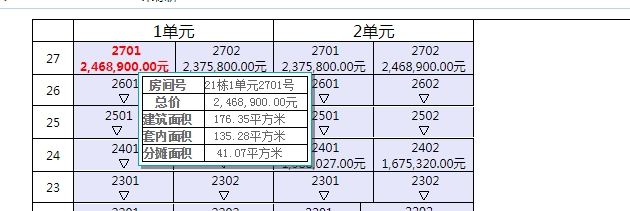 1单元 2单元
27 2701 2702 2701 2702
2,468,900.00元 2,375,800.00元 2,375,800.00元 2,468,900.00元
26 2601 2602
房间号 21栋1单元2701号
总价 2,468,900.00元
建筑面积 176.35平方米
套内面积 135.28平方米
分摊面积 41.07平方米
25 2501 2502
24 2401 2401 2402
027.00元 1,675,320.00元
23 2301 2302 2301 2302
▽ ▽ ▽ ▽